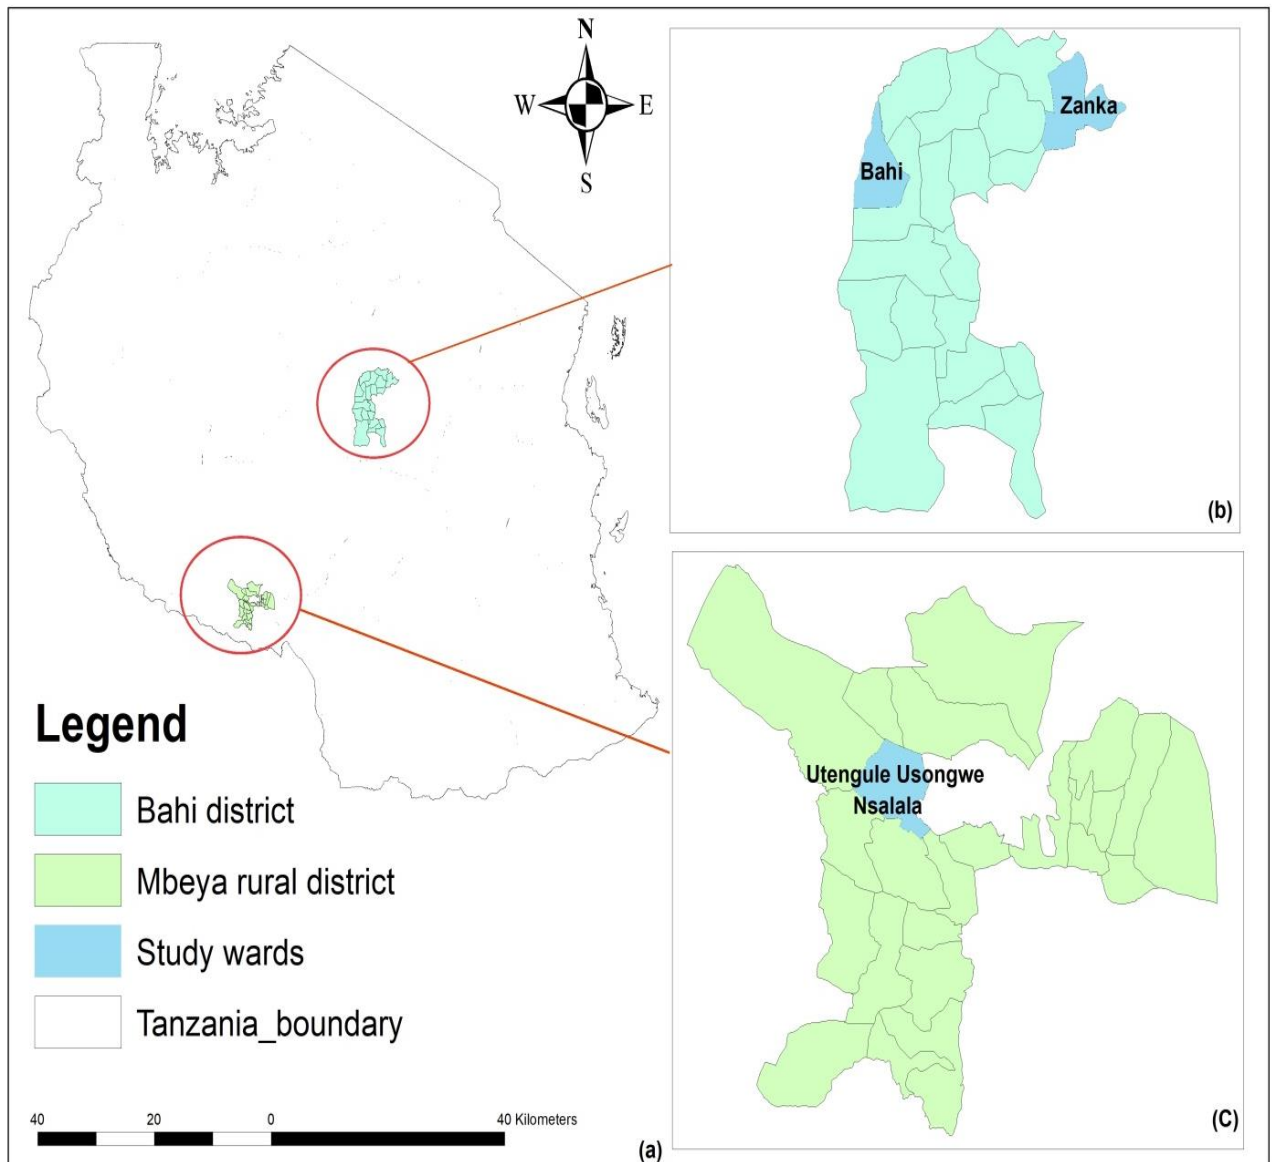 N
W E
S
Zanka
Bahi
(b)
Utengule Usongwe
Nsalala
(C)
Legend
Bahi district
Mbeya rural district
Study wards
Tanzania_boundary
40 20 0 40 Kilometers
(a)